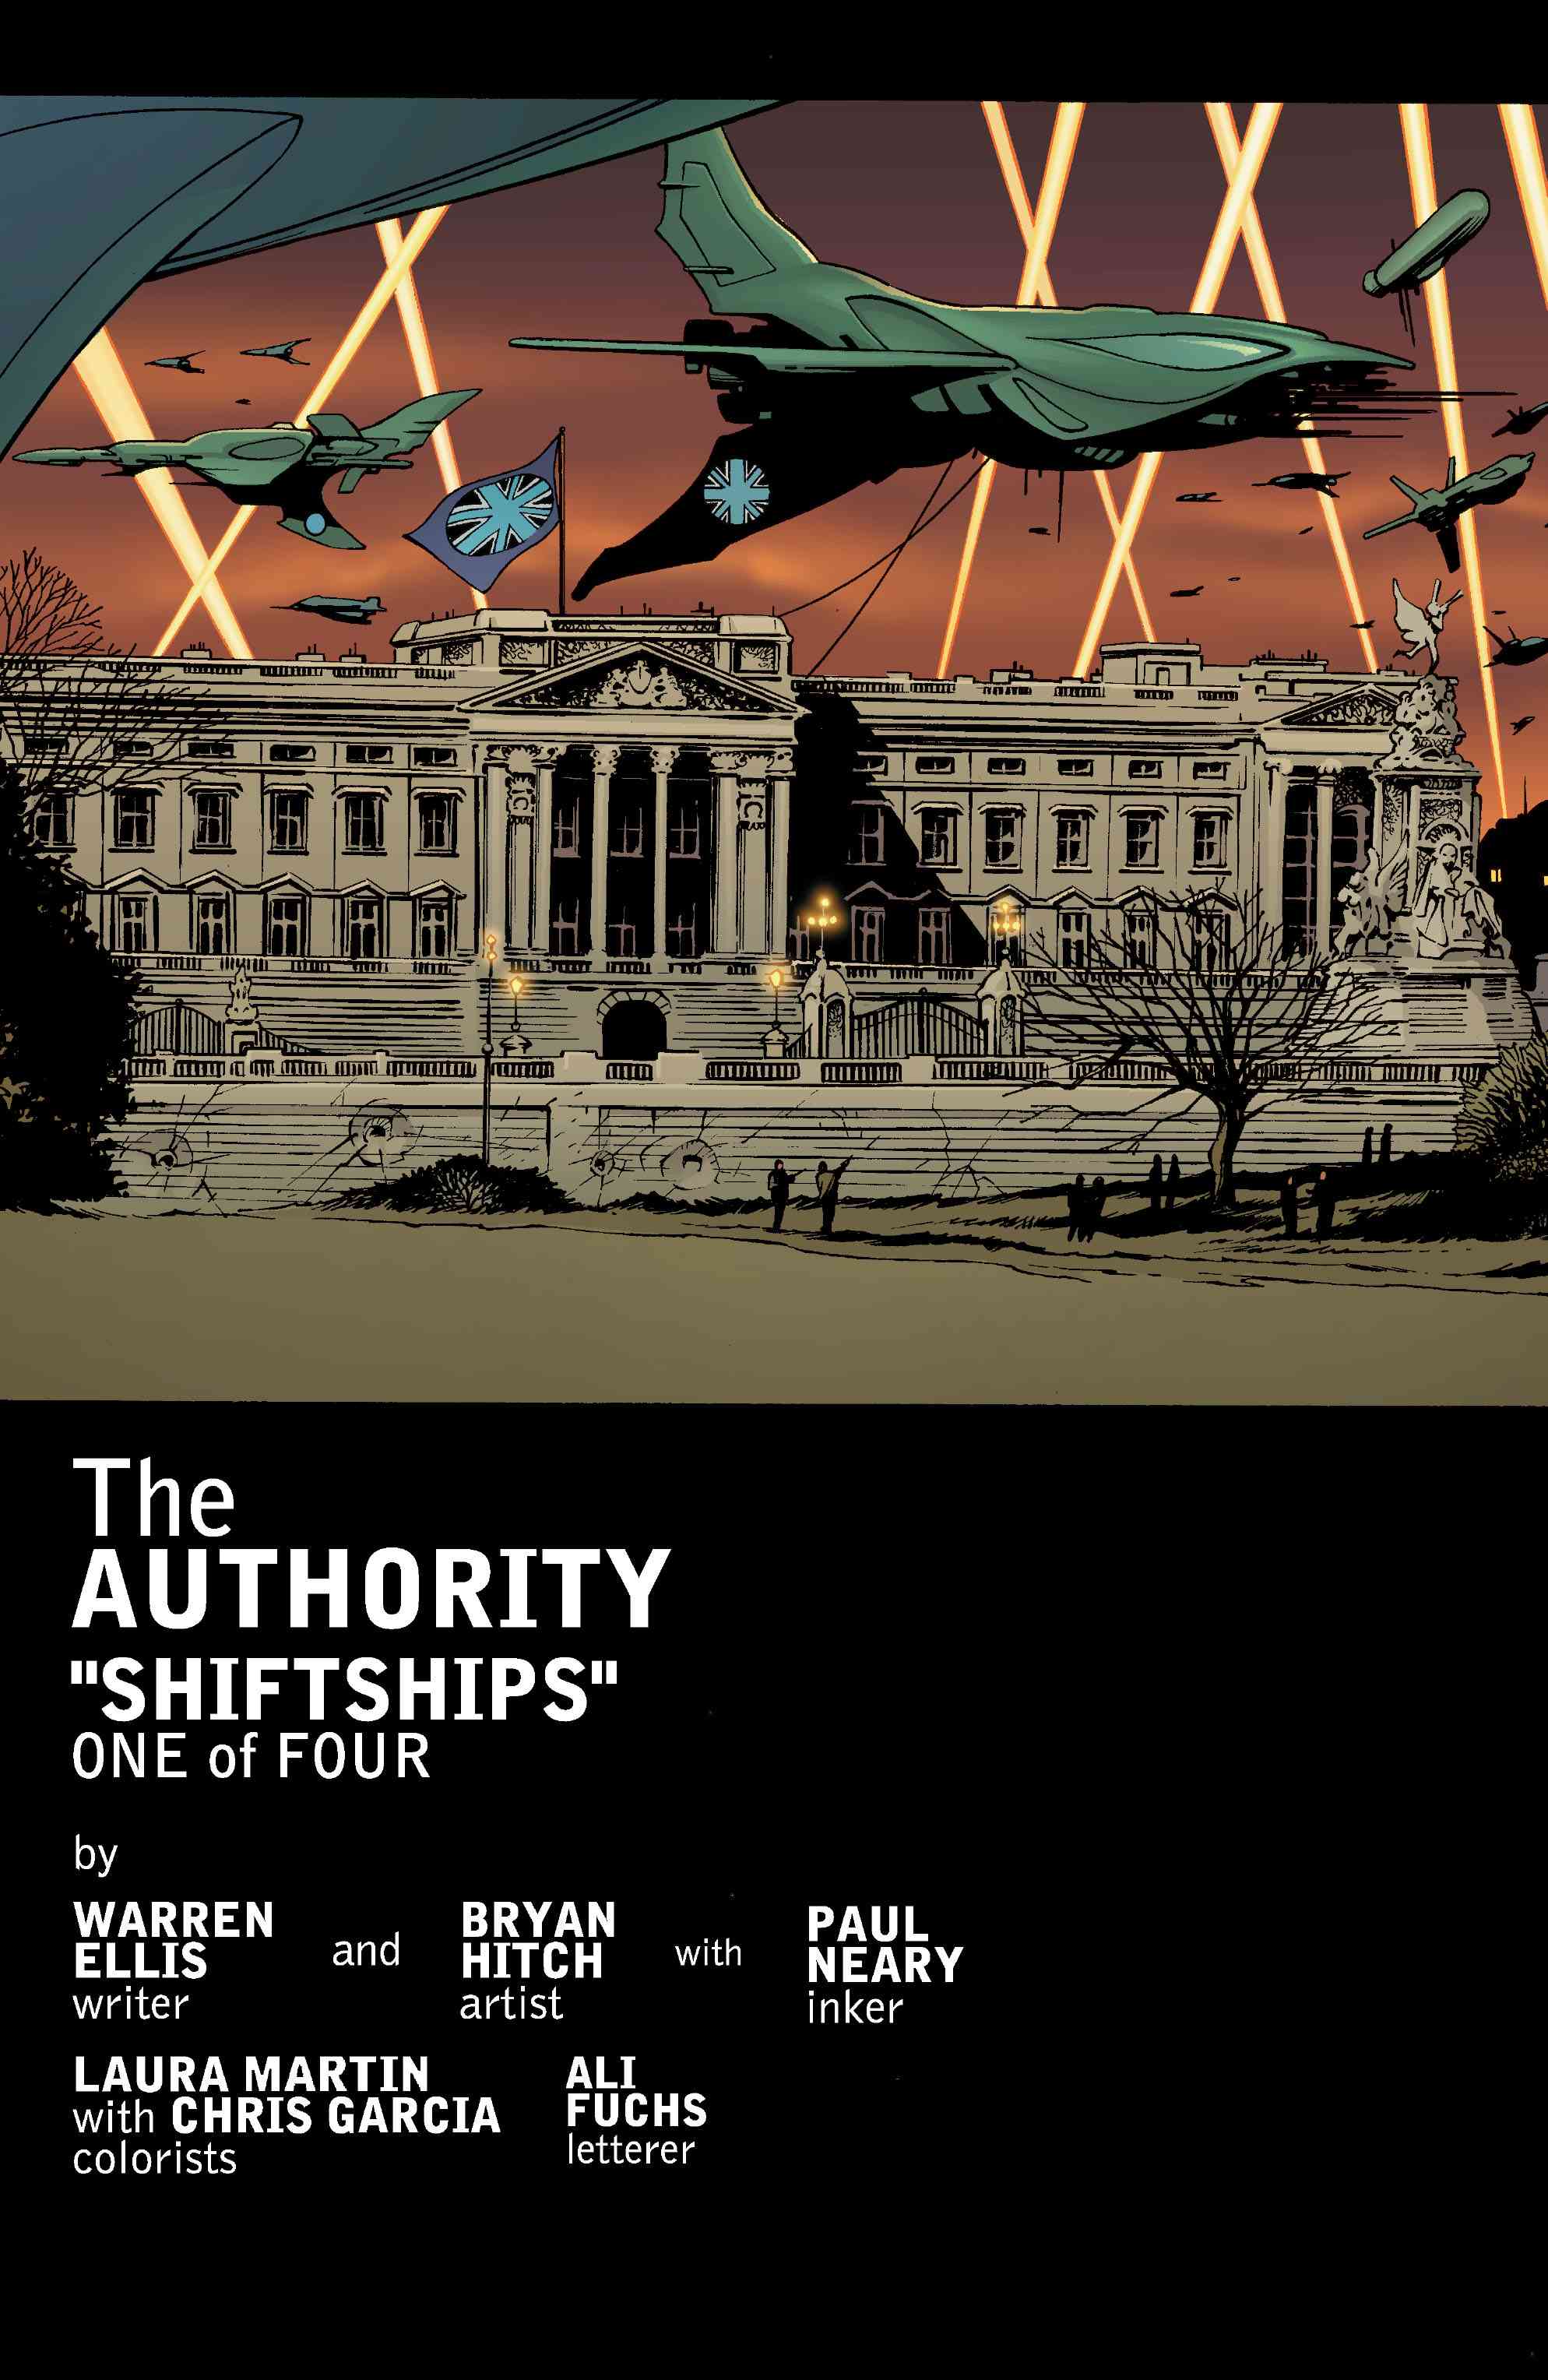 The
AUTHORITY
"SHIFTSHIPS"
ONE of FOUR
by
WARREN
ELLIS
writer
and
BRYAN
HITCH
artist
with
PAUL
NEARY
inker
LAURA MARTIN
with CHRIS GARCIA
colorists
ALI
FUCHS
letterer